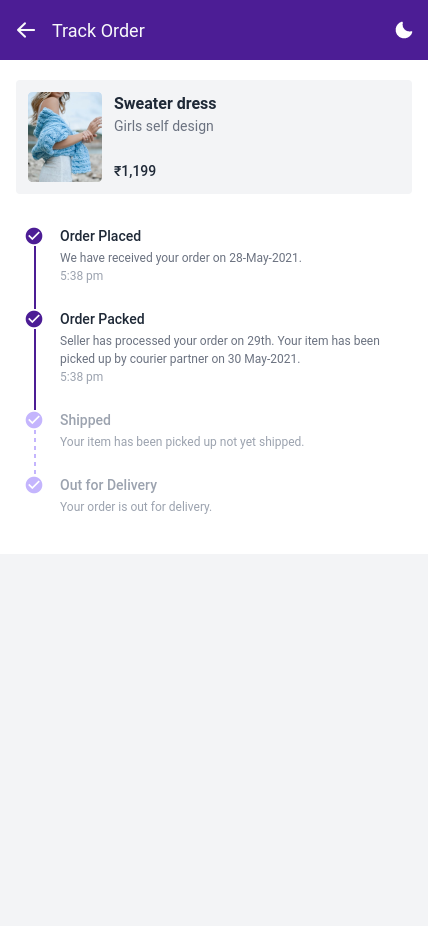 Track Order
Sweater dress
Girls self design
₹1,199
Order Placed
We have received your order on 28-May-2021.
5:38 pm
Order Packed
Seller has processed your order on 29th. Your item has been
picked up by courier partner on 30 May-2021.
5:38 pm
Shipped
Your item has been picked up not yet shipped.
Out for Delivery
Your order is out for delivery.